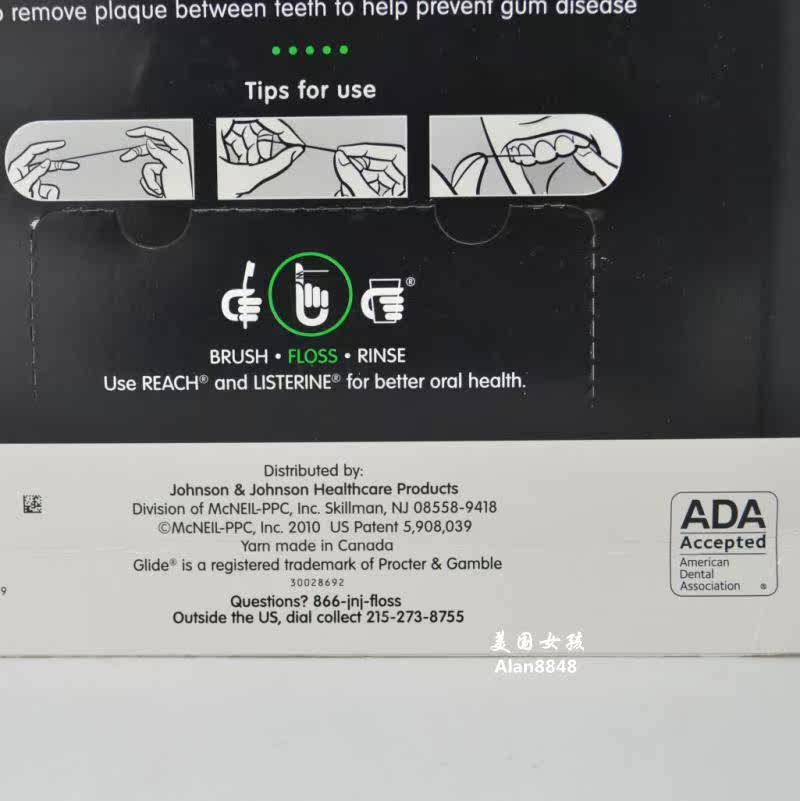 remove plaque between teeth to help prevent gum disease
Tips for use
BRUSH • FLOSS • RINSE
Use REACH® and LISTERINE® for better oral health.
Distributed by:
Johnson & Johnson Healthcare Products
Division of McNEIL-PPC, Inc. Skillman, NJ 08558-9418
©McNEIL-PPC, Inc. 2010 US Patent 5,908,039
Yarn made in Canada
Glide® is a registered trademark of Procter & Gamble
30028692
Questions? 866-jnj-floss
Outside the US, dial collect 215-273-8755
ADA
Accepted
American
Dental
Association ®
9
美国女孩
Alan8848